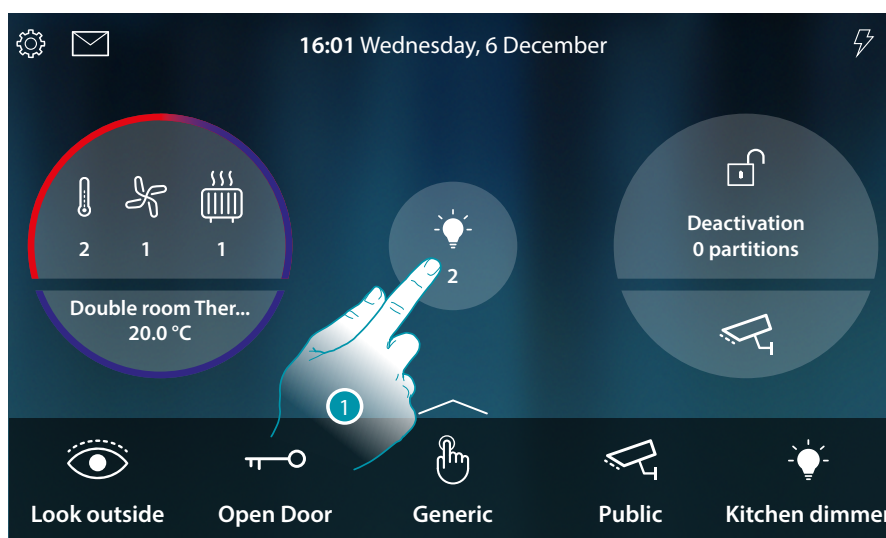 16:01 Wednesday, 6 December
2 1 1
Double room Ther...
20.0 °C
2
Deactivation
0 partitions
1
Look outside
Open Door
Generic
Public
Kitchen dimmer